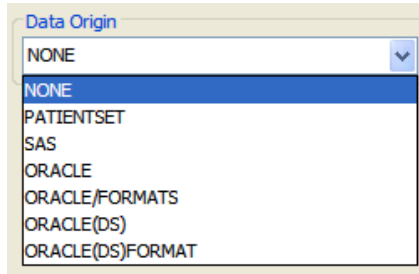 Data Origin
NONE
NONE
PATIENTSET
SAS
ORACLE
ORACLE/FORMATS
ORACLE(DS)
ORACLE(DS)FORMAT